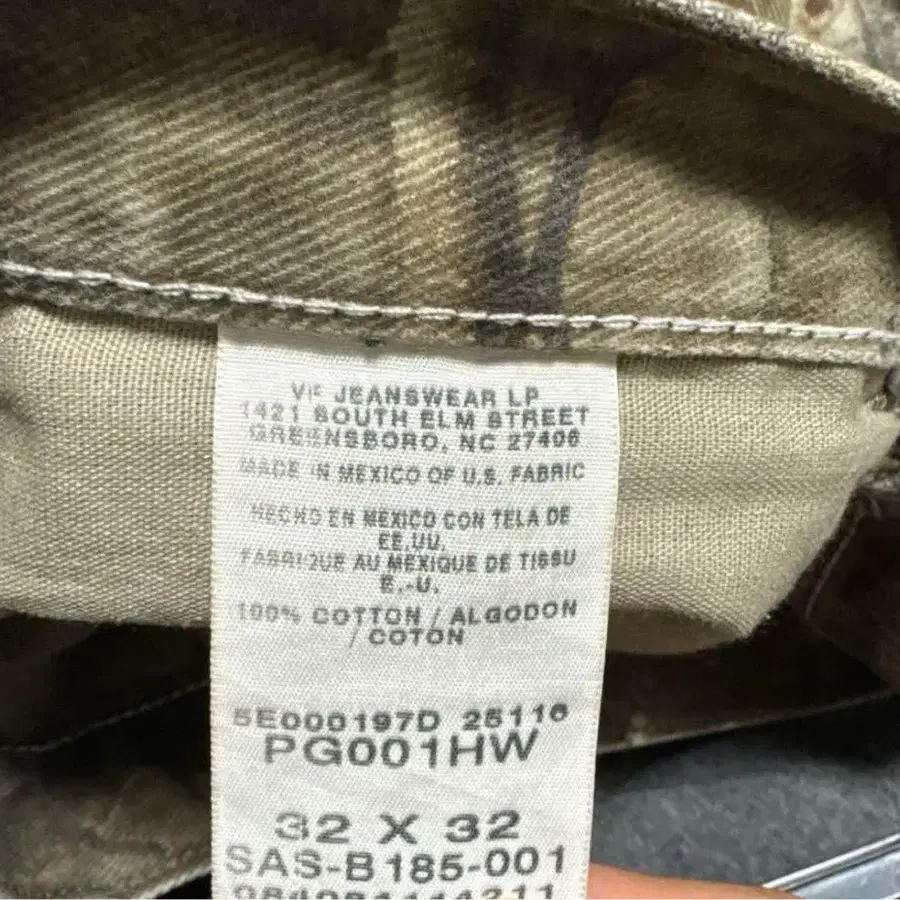 VF JEANSWEAR LP
1421 SOUTH ELM STREET
GREENSBORO, NC 27406
MADE IN MEXICO OF U.S. FABRIC
HECHO EN MEXICO CON TELA DE
EE.UU.
FABRIQUE AU MEXIQUE DE TISSU
E.-U.
100% COTTON / ALGODON
/ COTON
5E000197D 25116
PG001HW
32 X 32
SAS-B185-001